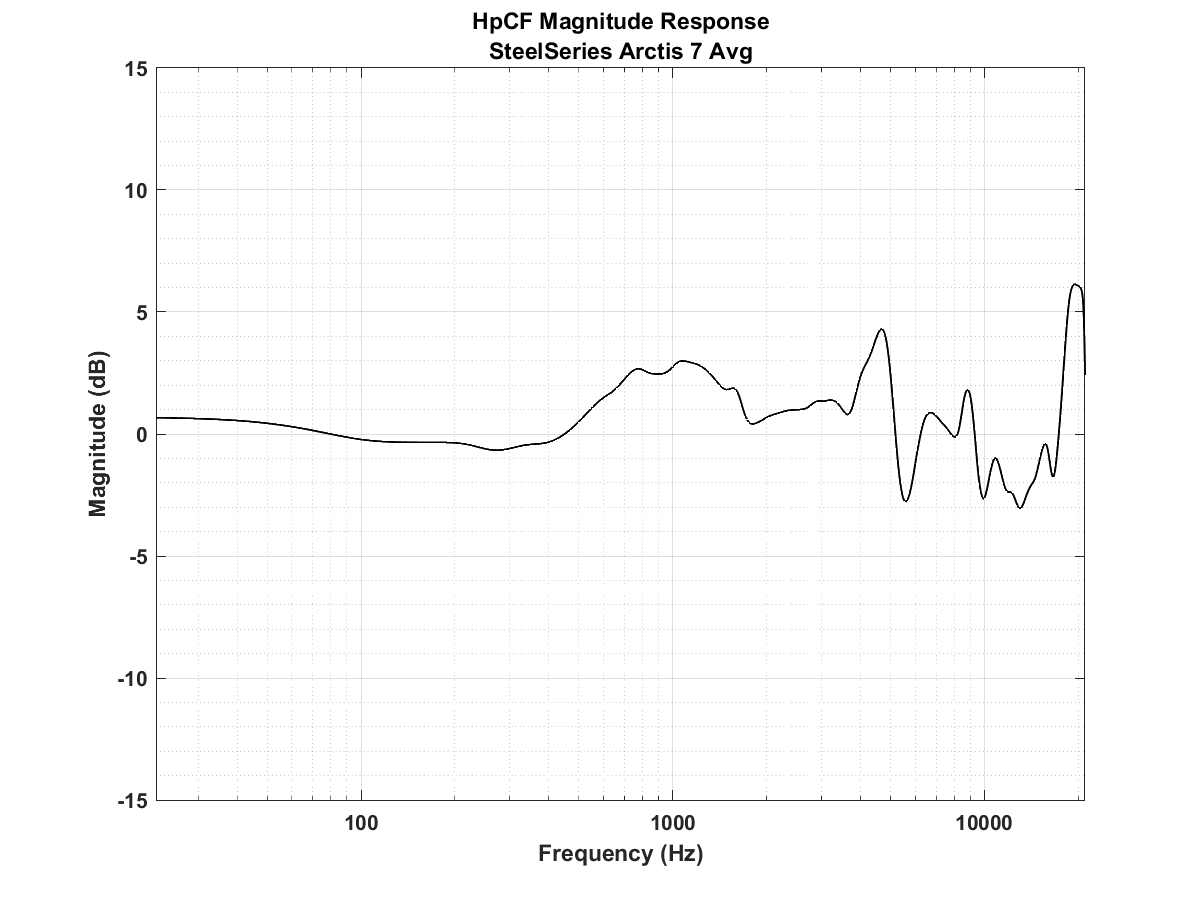 HpCF Magnitude Response
SteelSeries Arctis 7 Avg
15
10
5
0
-5
-10
-15
Magnitude (dB)
100
1000
10000
Frequency (Hz)